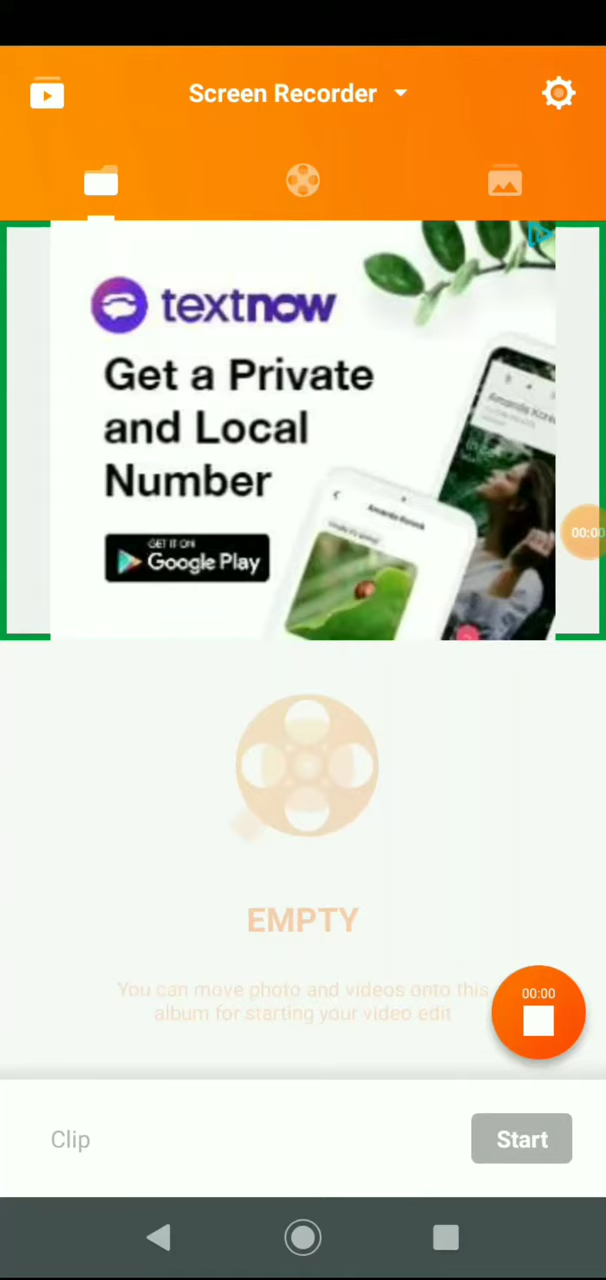 Screen Recorder
textnow
Get a Private
and Local
Number
GET IT ON
Google Play
00:00
EMPTY
You can move photo and videos onto this
album for starting your video edit
00:00
Clip
Start